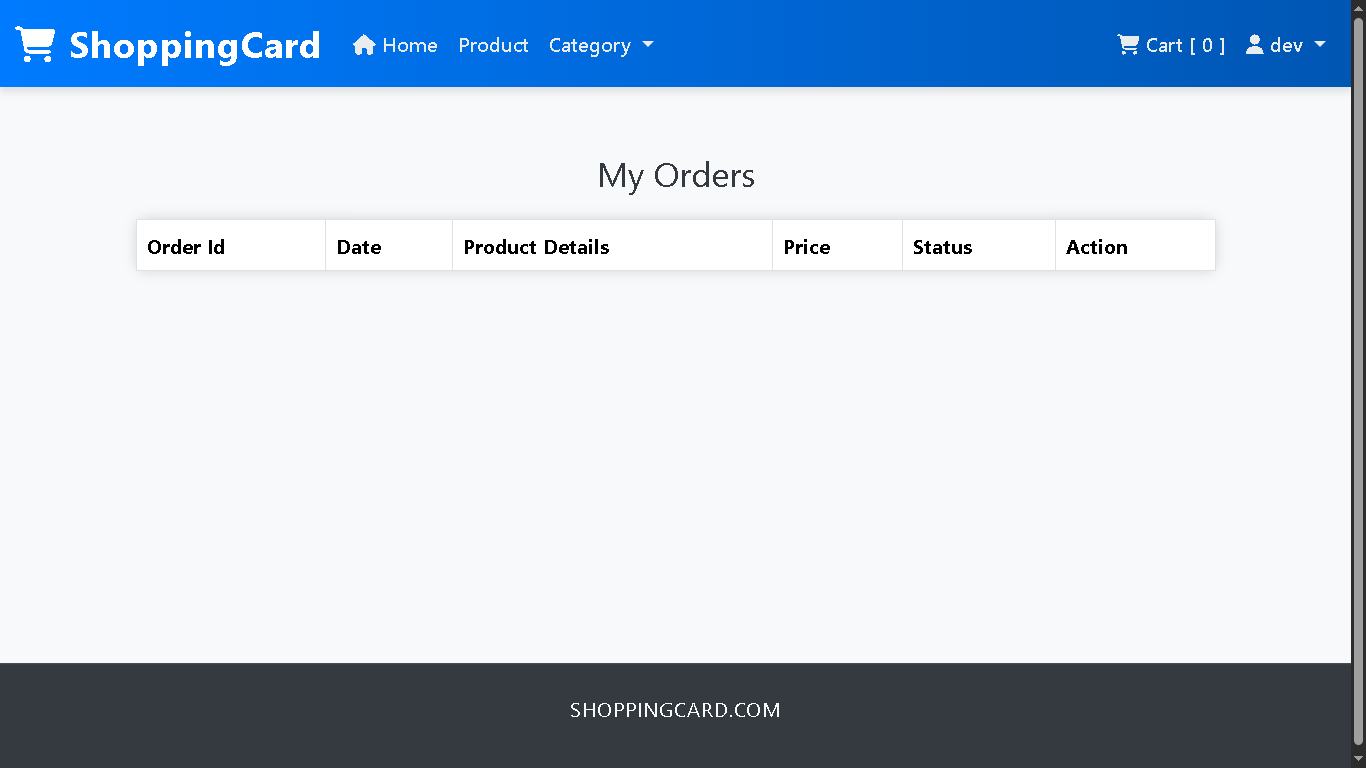 ShoppingCard Home Product Category Cart [ 0 ] dev
My Orders
Order Id Date Product Details Price Status Action
SHOPPINGCARD.COM